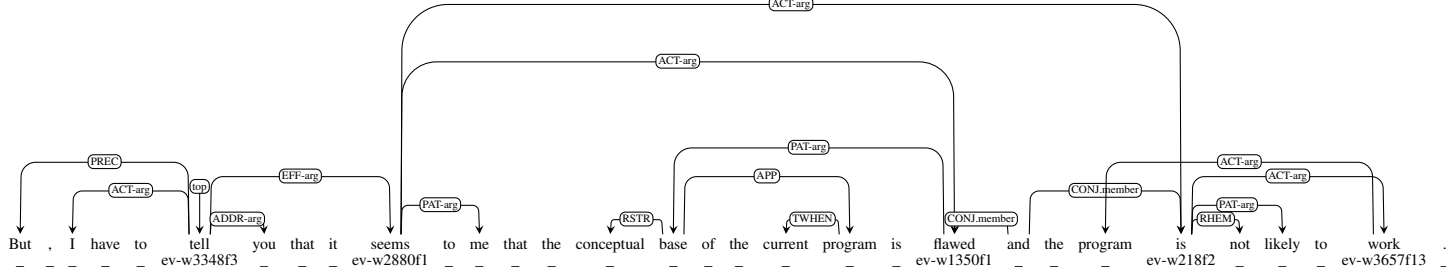 ACT-arg
ACT-arg
PREC PAT-arg ACT-arg
ACT-arg top EFF-arg APP CONJ.member ACT-arg
ADDR-arg PAT-arg RSTR TWHEN CONJ.member RHEM PAT-arg
But , I have to tell you that it seems to me that the conceptual base of the current program is flawed and the program is not likely to work .
_ _ _ _ _ ev-w3348f3 _ _ _ ev-w2880f1 _ _ _ _ _ _ _ _ _ _ _ ev-w1350f1 _ _ _ ev-w218f2 _ _ _ ev-w3657f13 _